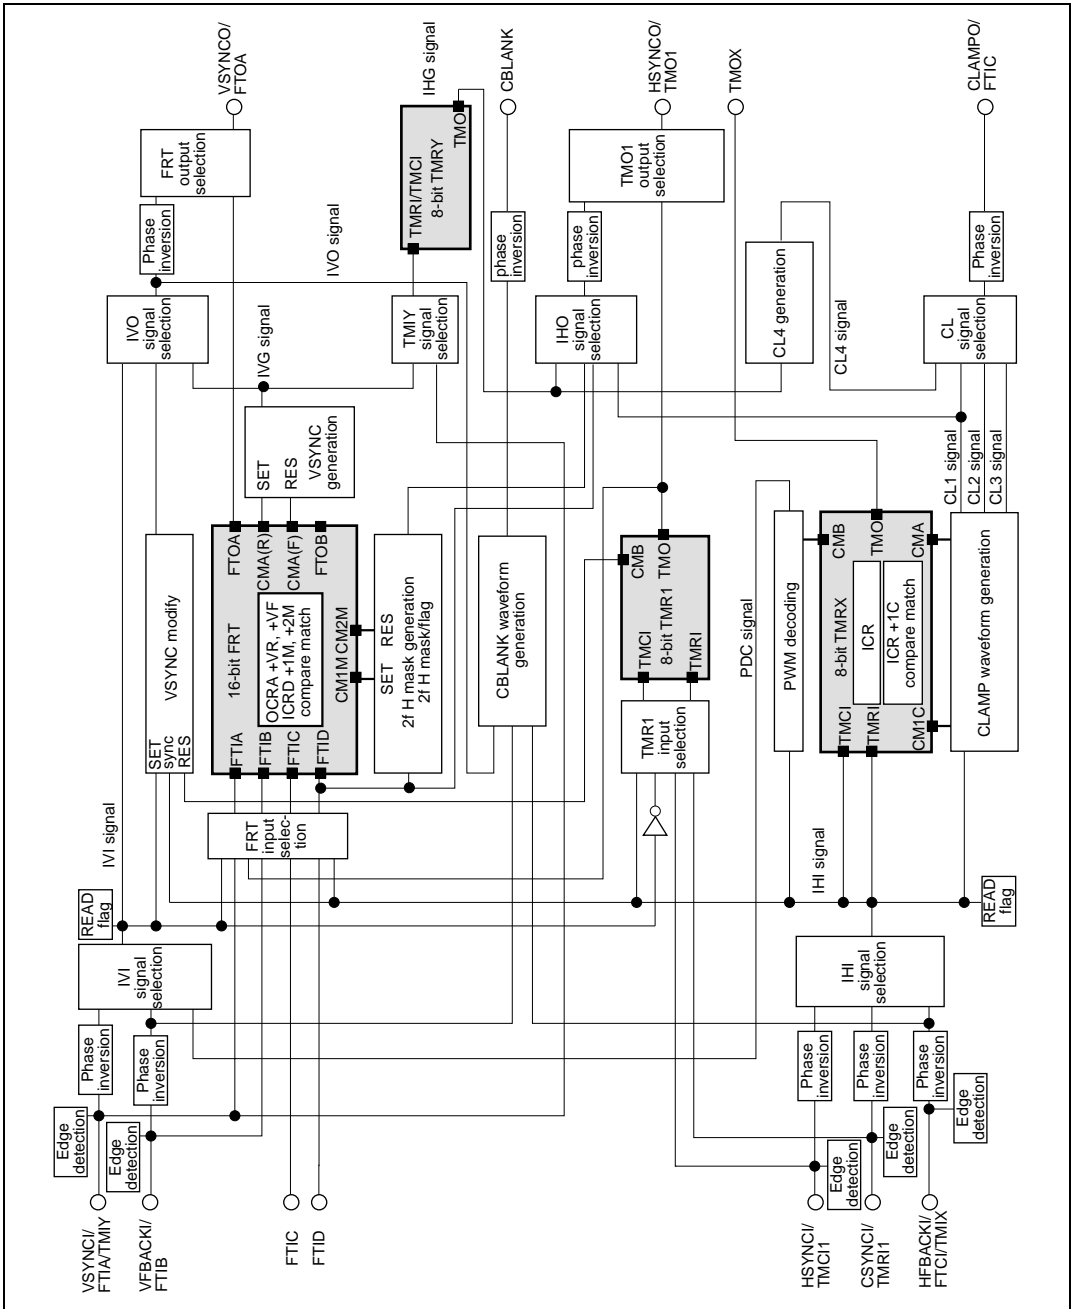 VSYNCI/
FTIA/TMIY
VFBACKI/
FTIB
FTIC
FTID
HSYNCI/
TMCI1
CSYNCI/
TMRI1
HFBACKI/
FTCI/TMIX
Edge
detection
Edge
detection
Edge
detection
Edge
detection
Edge
detection
Phase
inversion
Phase
inversion
Phase
inversion
Phase
inversion
Phase
inversion
IVI
signal
selection
IHI
signal
selection
READ
flag
READ
flag
IVI signal
IHI signal
FRT
input
selec-
tion
TMR1
input
selection
SET
sync
RES
VSYNC modify
FTIA
FTIB
FTIC
FTID
16-bit FRT
OCRA +VR, +VF
ICRD +1M, +2M
compare match
FTOA
CMA(R)
CMA(F)
FTOB
CM1M CM2M
SET RES
2f H mask generation
2f H mask/flag
CBLANK waveform
generation
SET
RES
VSYNC
generation
IVG signal
TMCI
TMRI
8-bit TMR1
CMB
TMO
PDC signal
PWM decoding
TMCI
TMRI
8-bit TMRX
ICR
ICR +1C
compare match
CMB
TMO
CMA
CM1C
CLAMP waveform generation
CL1 signal
CL2 signal
CL3 signal
CL4 signal
IVO
signal
selection
TMIY
signal
selection
IHO
signal
selection
CL4 generation
CL
signal
selection
IVO signal
Phase
inversion
phase
inversion
phase
inversion
Phase
inversion
FRT
output
selection
TMRI/TMCI
8-bit TMRY
TMO
IHG signal
TMO1
output
selection
VSYNCO/
FTOA
CBLANK
HSYNCO/
TMO1
TMOX
CLAMPO/
FTIC